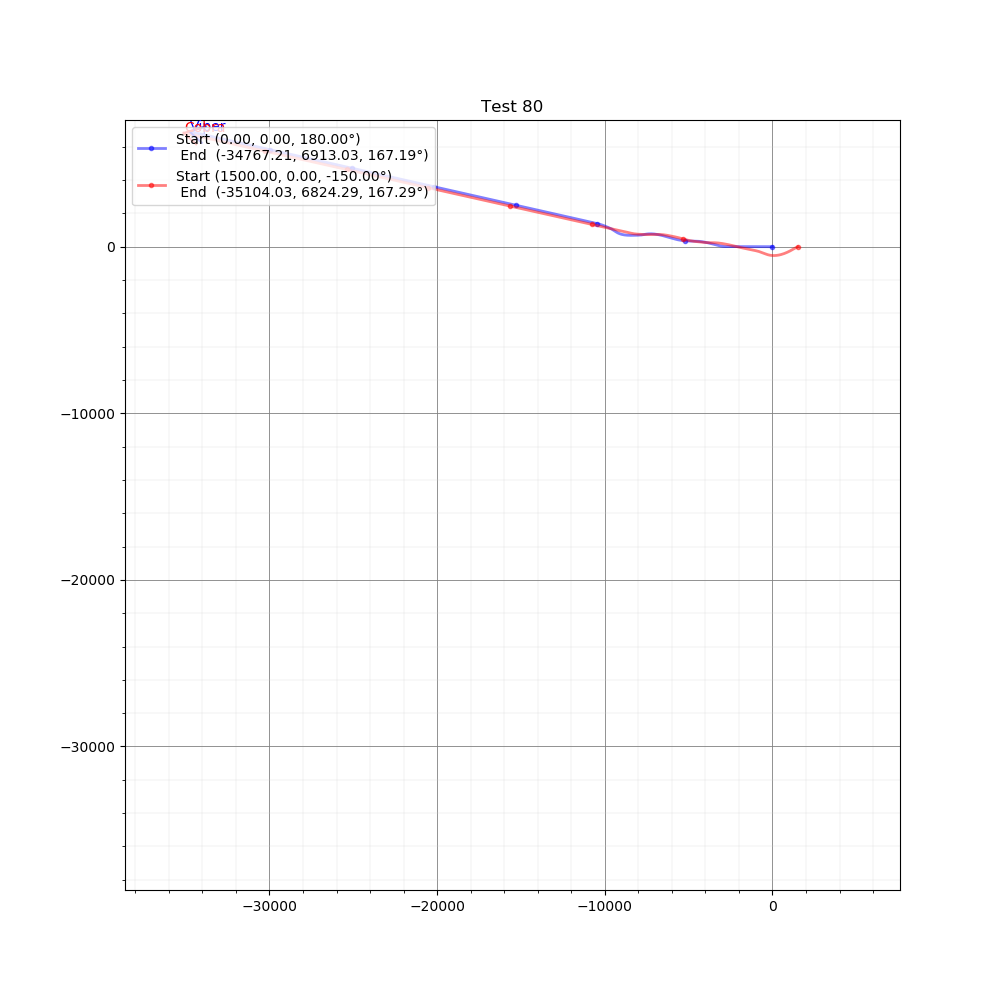 Test 80
Start (0.00, 0.00, 180.00°)
End  (-34767.21, 6913.03, 167.19°)
Start (1500.00, 0.00, -150.00°)
End  (-35104.03, 6824.29, 167.29°)
0
−10000
−20000
−30000
−30000
−20000
−10000
0